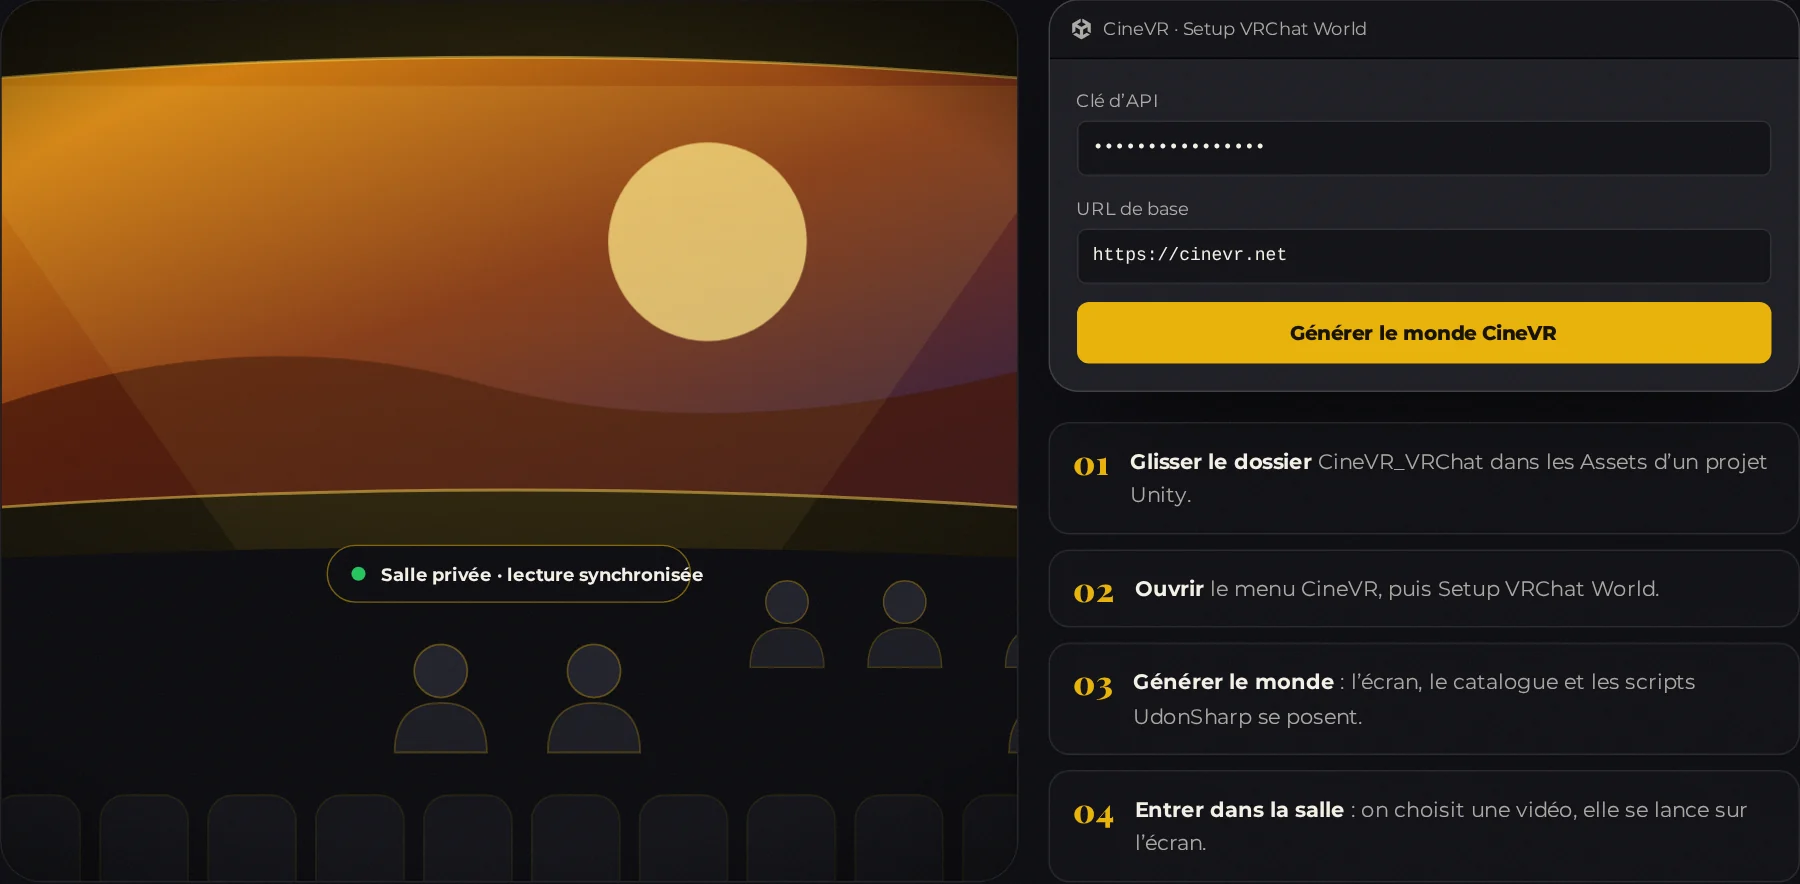 Salle privée · lecture synchronisée
CineVR · Setup VRChat World
Clé d’API
••••••••••••••••
URL de base
https://cinevr.net
Générer le monde CineVR
01 Glisser le dossier CineVR_VRChat dans les Assets d’un projet
Unity.
02 Ouvrir le menu CineVR, puis Setup VRChat World.
03 Générer le monde : l’écran, le catalogue et les scripts
UdonSharp se posent.
04 Entrer dans la salle : on choisit une vidéo, elle se lance sur
l’écran.